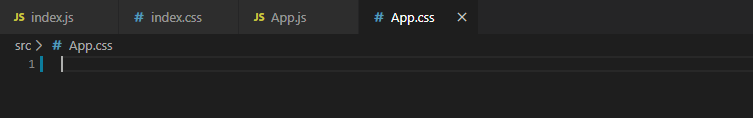 JS index.js # index.css JS App.js # App.css ×
src > # App.css
1